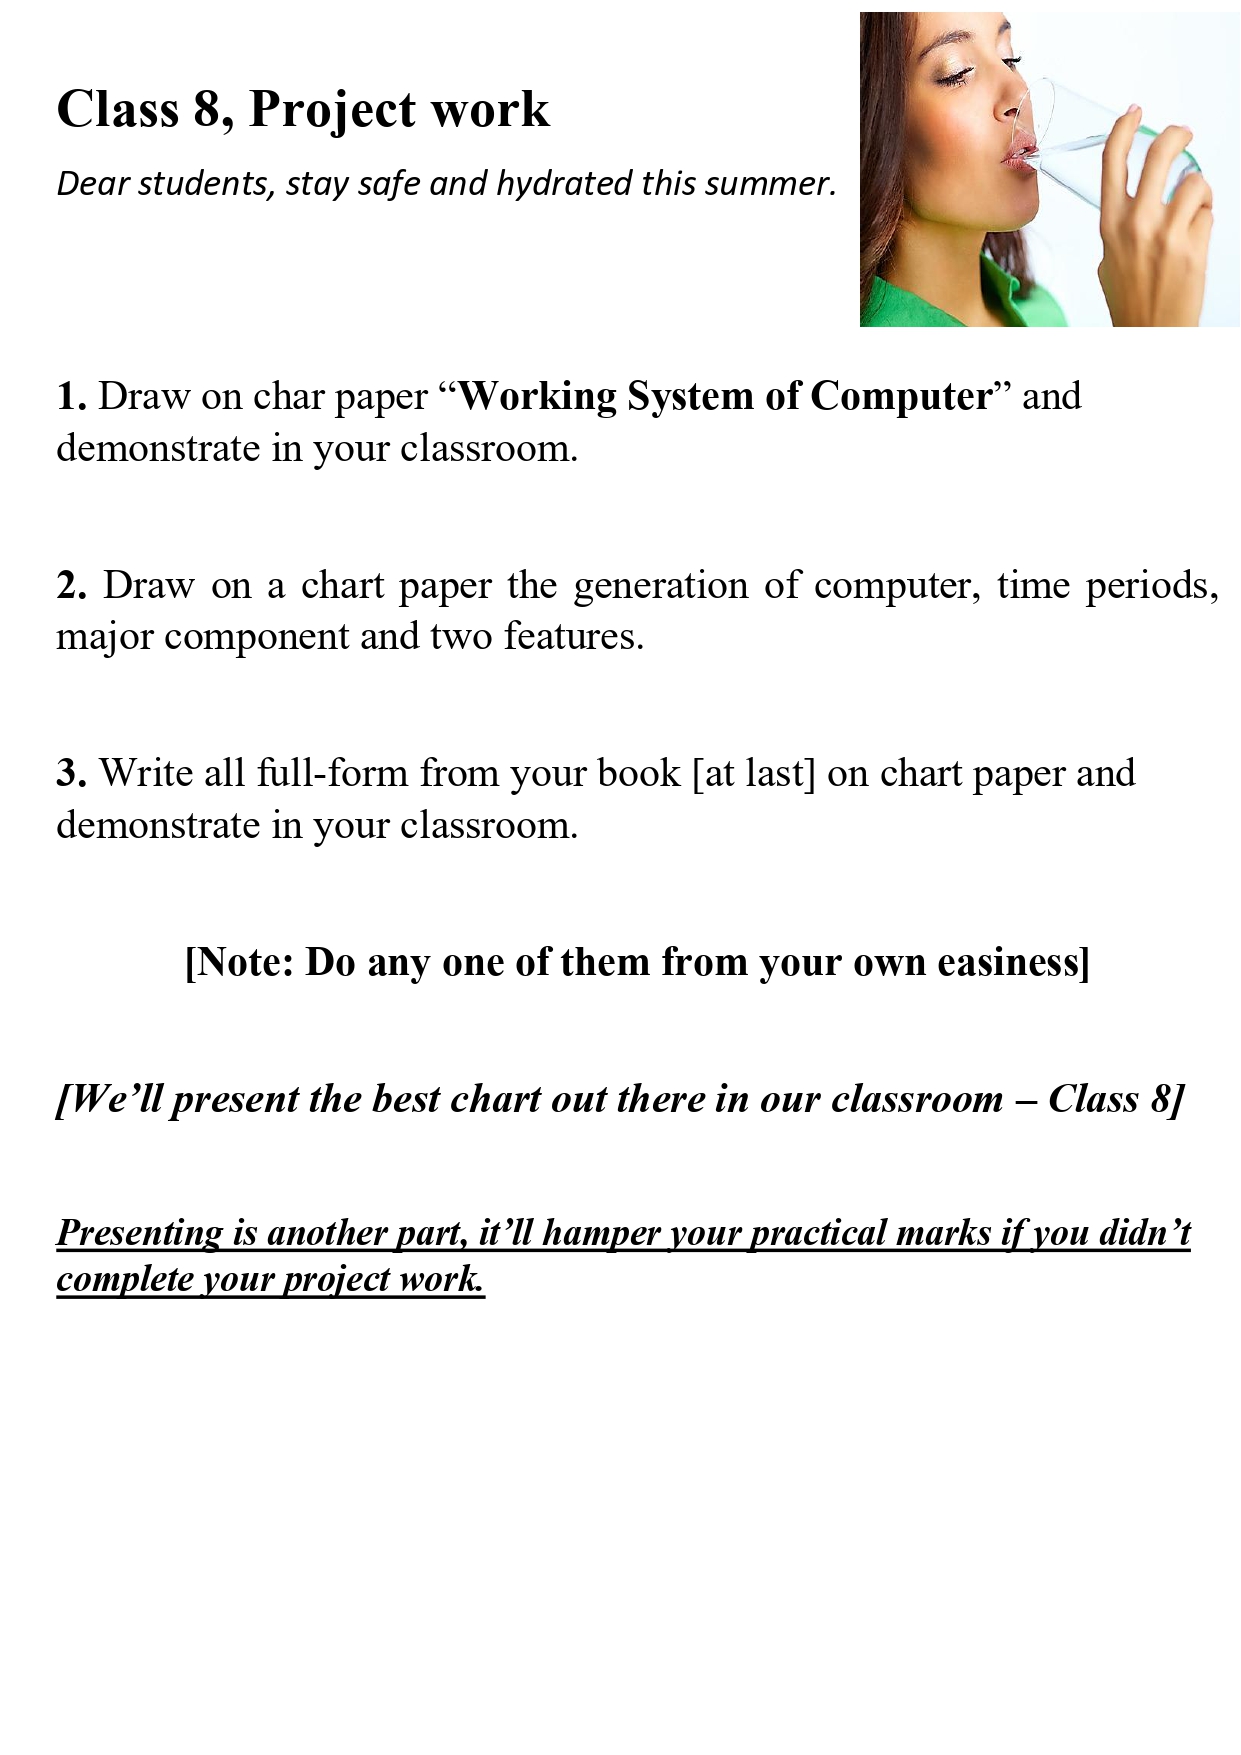 Class 8, Project work
Dear students, stay safe and hydrated this summer.
1. Draw on char paper “Working System of Computer” and
demonstrate in your classroom.
2. Draw on a chart paper the generation of computer, time periods,
major component and two features.
3. Write all full-form from your book [at last] on chart paper and
demonstrate in your classroom.
[Note: Do any one of them from your own easiness]
[We’ll present the best chart out there in our classroom – Class 8]
Presenting is another part, it’ll hamper your practical marks if you didn’t
complete your project work.